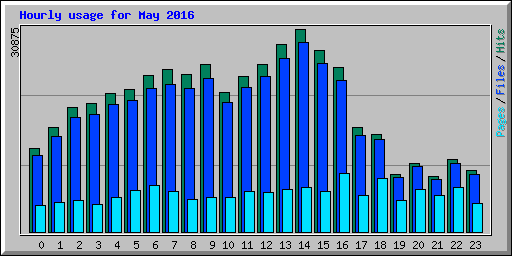 Hourly usage for May 2016
30875
Pages/Files/Hits
0 1 2 3 4 5 6 7 8 9 10 11 12 13 14 15 16 17 18 19 20 21 22 23